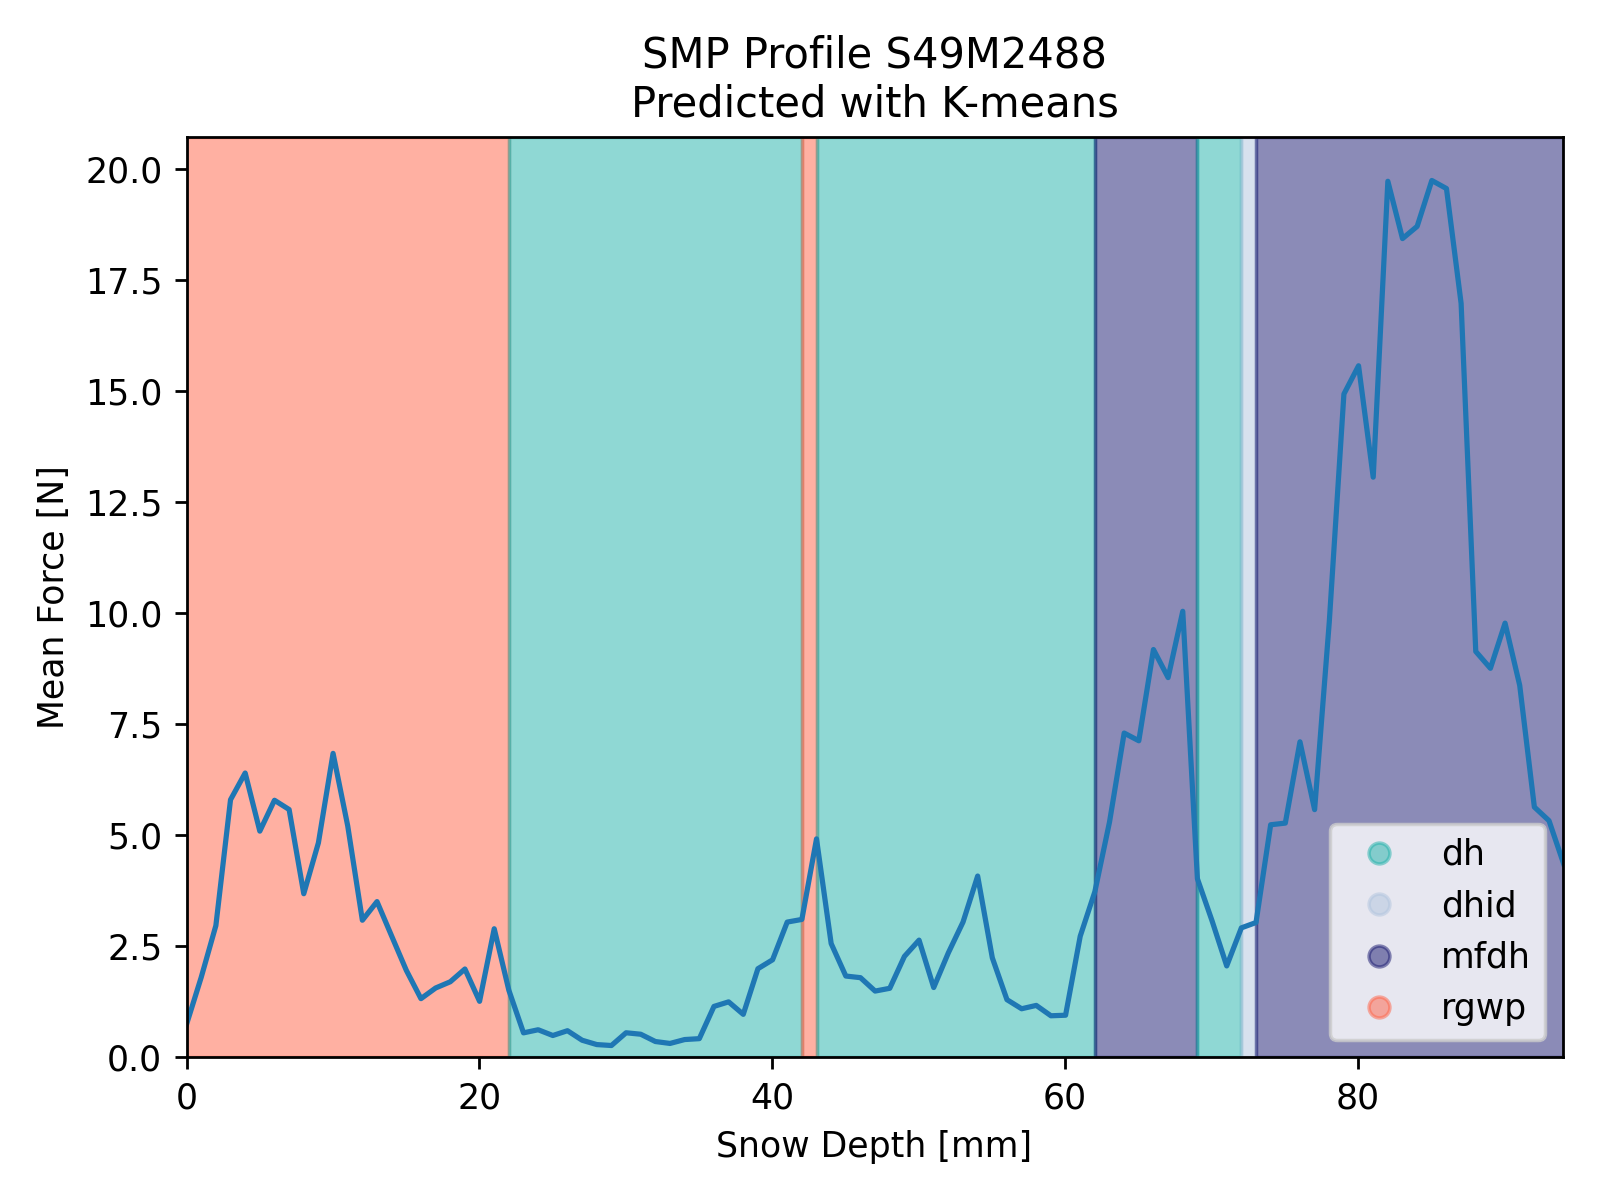 SMP Profile S49M2488
Predicted with K-means
20.0
17.5
15.0
12.5
10.0
7.5
5.0
2.5
0.0
Mean Force [N]
dh
dhid
mfdh
rgwp
0 20 40 60 80
Snow Depth [mm]